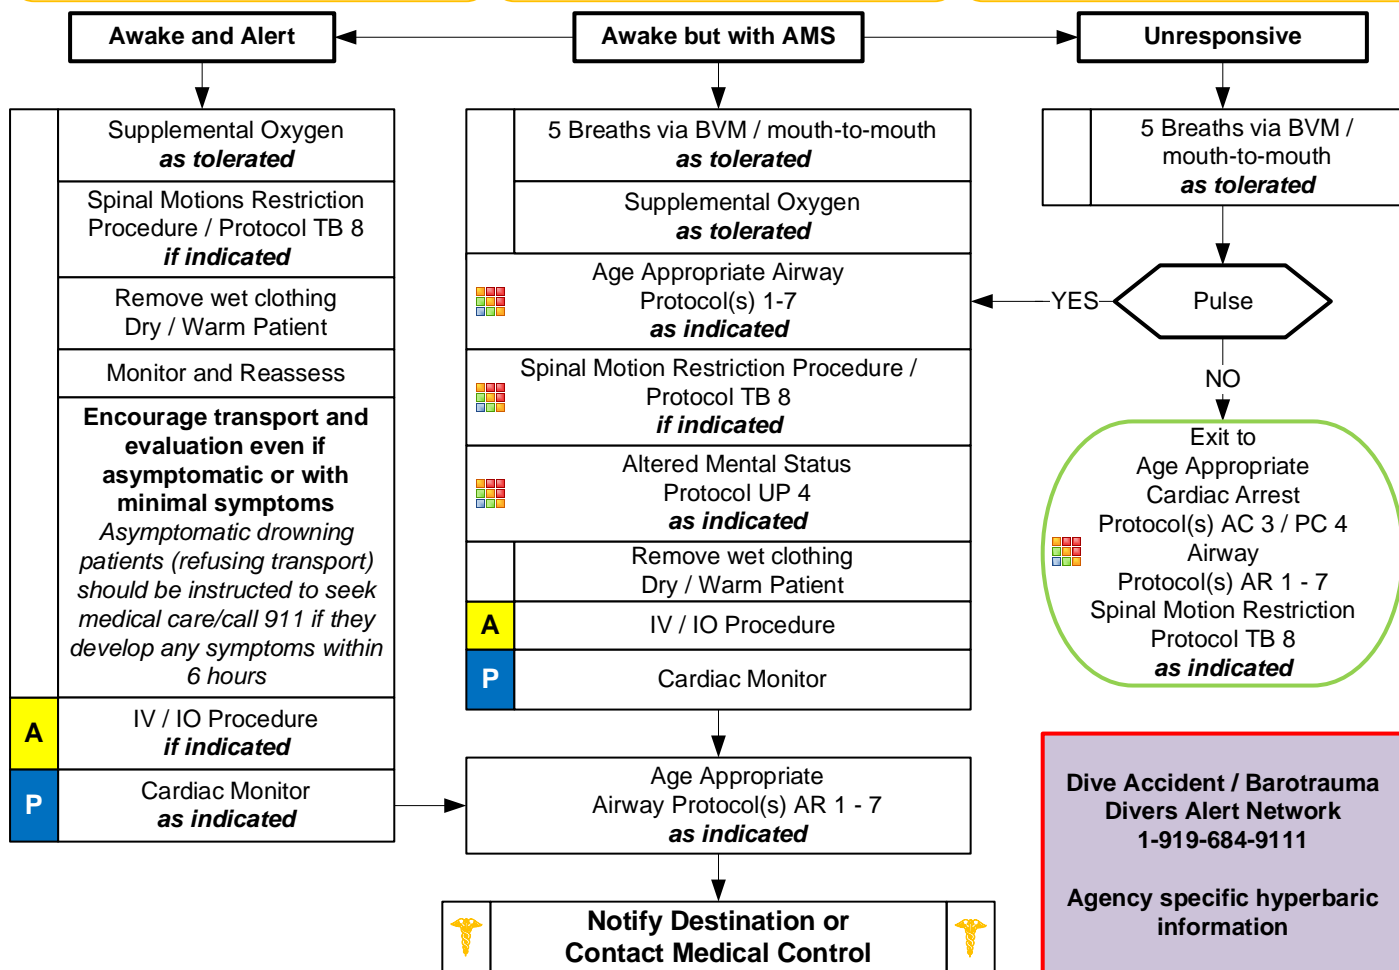 Awake and Alert
Awake but with AMS
Unresponsive
Supplemental Oxygen
as tolerated
Spinal Motions Restriction
Procedure / Protocol TB 8
if indicated
Remove wet clothing
Dry / Warm Patient
Monitor and Reassess
Encourage transport and
evaluation even if
asymptomatic or with
minimal symptoms
Asymptomatic drowning
patients (refusing transport)
should be instructed to seek
medical care/call 911 if they
develop any symptoms within
6 hours
A
IV / IO Procedure
if indicated
P
Cardiac Monitor
as indicated
5 Breaths via BVM / mouth-to-mouth
as tolerated
Supplemental Oxygen
as tolerated
Age Appropriate Airway
Protocol(s) 1-7
as indicated
Spinal Motion Restriction Procedure /
Protocol TB 8
if indicated
Altered Mental Status
Protocol UP 4
as indicated
Remove wet clothing
Dry / Warm Patient
A
IV / IO Procedure
P
Cardiac Monitor
Age Appropriate
Airway Protocol(s) AR 1 - 7
as indicated
Notify Destination or
Contact Medical Control
5 Breaths via BVM /
mouth-to-mouth
as tolerated
Pulse
YES
NO
Exit to
Age Appropriate
Cardiac Arrest
Protocol(s) AC 3 / PC 4
Airway
Protocol(s) AR 1 - 7
Spinal Motion Restriction
Protocol TB 8
as indicated
Dive Accident / Barotrauma
Divers Alert Network
1-919-684-9111
Agency specific hyperbaric
information